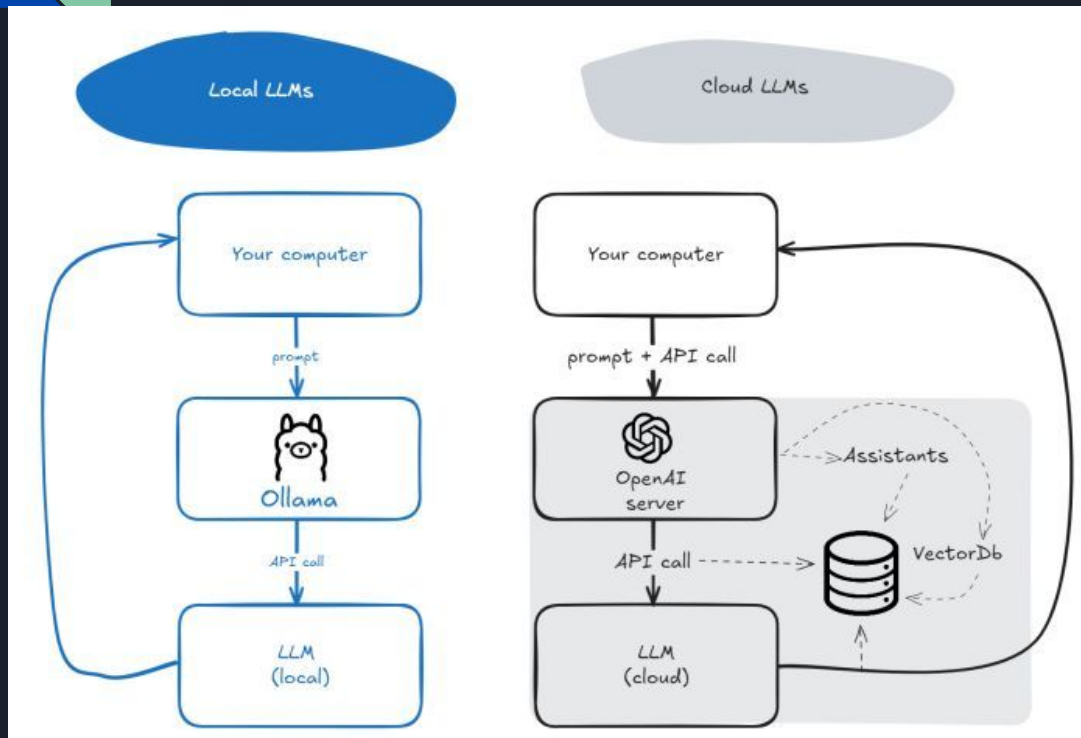 Local LLMs
Cloud LLMs
Your computer
prompt
Ollama
API call
LLM
(local)
Your computer
prompt + API call
OpenAI
server
Assistants
VectorDb
API call
LLM
(cloud)